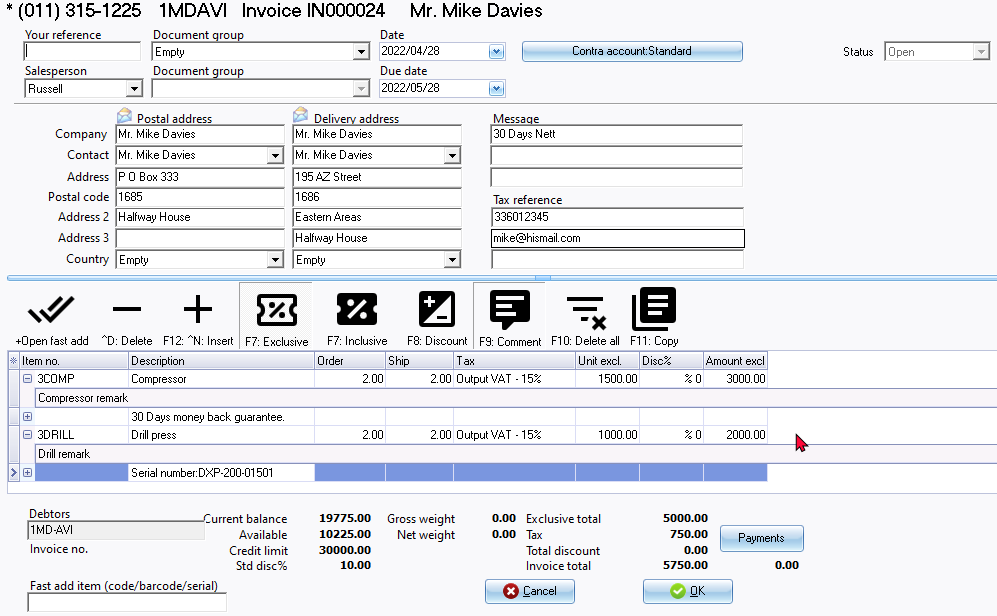 * (011) 315-1225 1MDAVI Invoice IN000024 Mr. Mike Davies
Your reference Document group Date
Empty 2022/04/28 Contra account:Standard Status Open
Salesperson Document group Due date
Russell 2022/05/28
Postal address Delivery address Message
Company Mr. Mike Davies Mr. Mike Davies 30 Days Nett
Contact Mr. Mike Davies Mr. Mike Davies
Address P O Box 333 195 AZ Street
Postal code 1685 1686 Tax reference
Address 2 Halfway House Eastern Areas 336012345
Address 3 Halfway House mike@hismail.com
Country Empty Empty
+Open fast add ^D: Delete F12: ^N: Insert F7: Exclusive F7: Inclusive F8: Discount F9: Comment F10: Delete all F11: Copy
Item no. Description Order Ship Tax Unit excl. Disc% Amount excl
3COMP Compressor 2.00 2.00 Output VAT - 15% 1500.00 % 0 3000.00
Compressor remark
30 Days money back guarantee.
3DRILL Drill press 2.00 2.00 Output VAT - 15% 1000.00 % 0 2000.00
Drill remark
Serial number:DXP-200-01501
Debtors Current balance 19775.00 Gross weight 0.00 Exclusive total 5000.00
1MD-AVI Available 10225.00 Net weight 0.00 Tax 750.00 Payments
Invoice no. Credit limit 30000.00 Total discount 0.00
Std disc% 10.00 Invoice total 5750.00 0.00
Fast add item (code/barcode/serial) Cancel OK